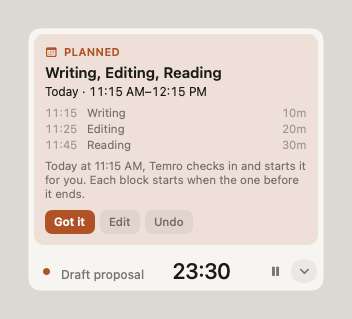 PLANNED
Writing, Editing, Reading
Today · 11:15 AM–12:15 PM
11:15 Writing 10m
11:25 Editing 20m
11:45 Reading 30m
Today at 11:15 AM, Temro checks in and starts it
for you. Each block starts when the one before
it ends.
Got it Edit Undo
Draft proposal 23:30